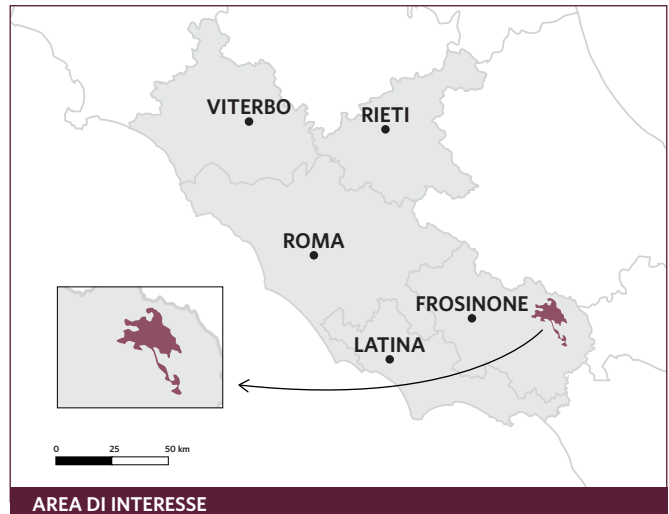 VITERBO
RIETI
ROMA
FROSINONE
LATINA
0 25 50 km
AREA DI INTERESSE